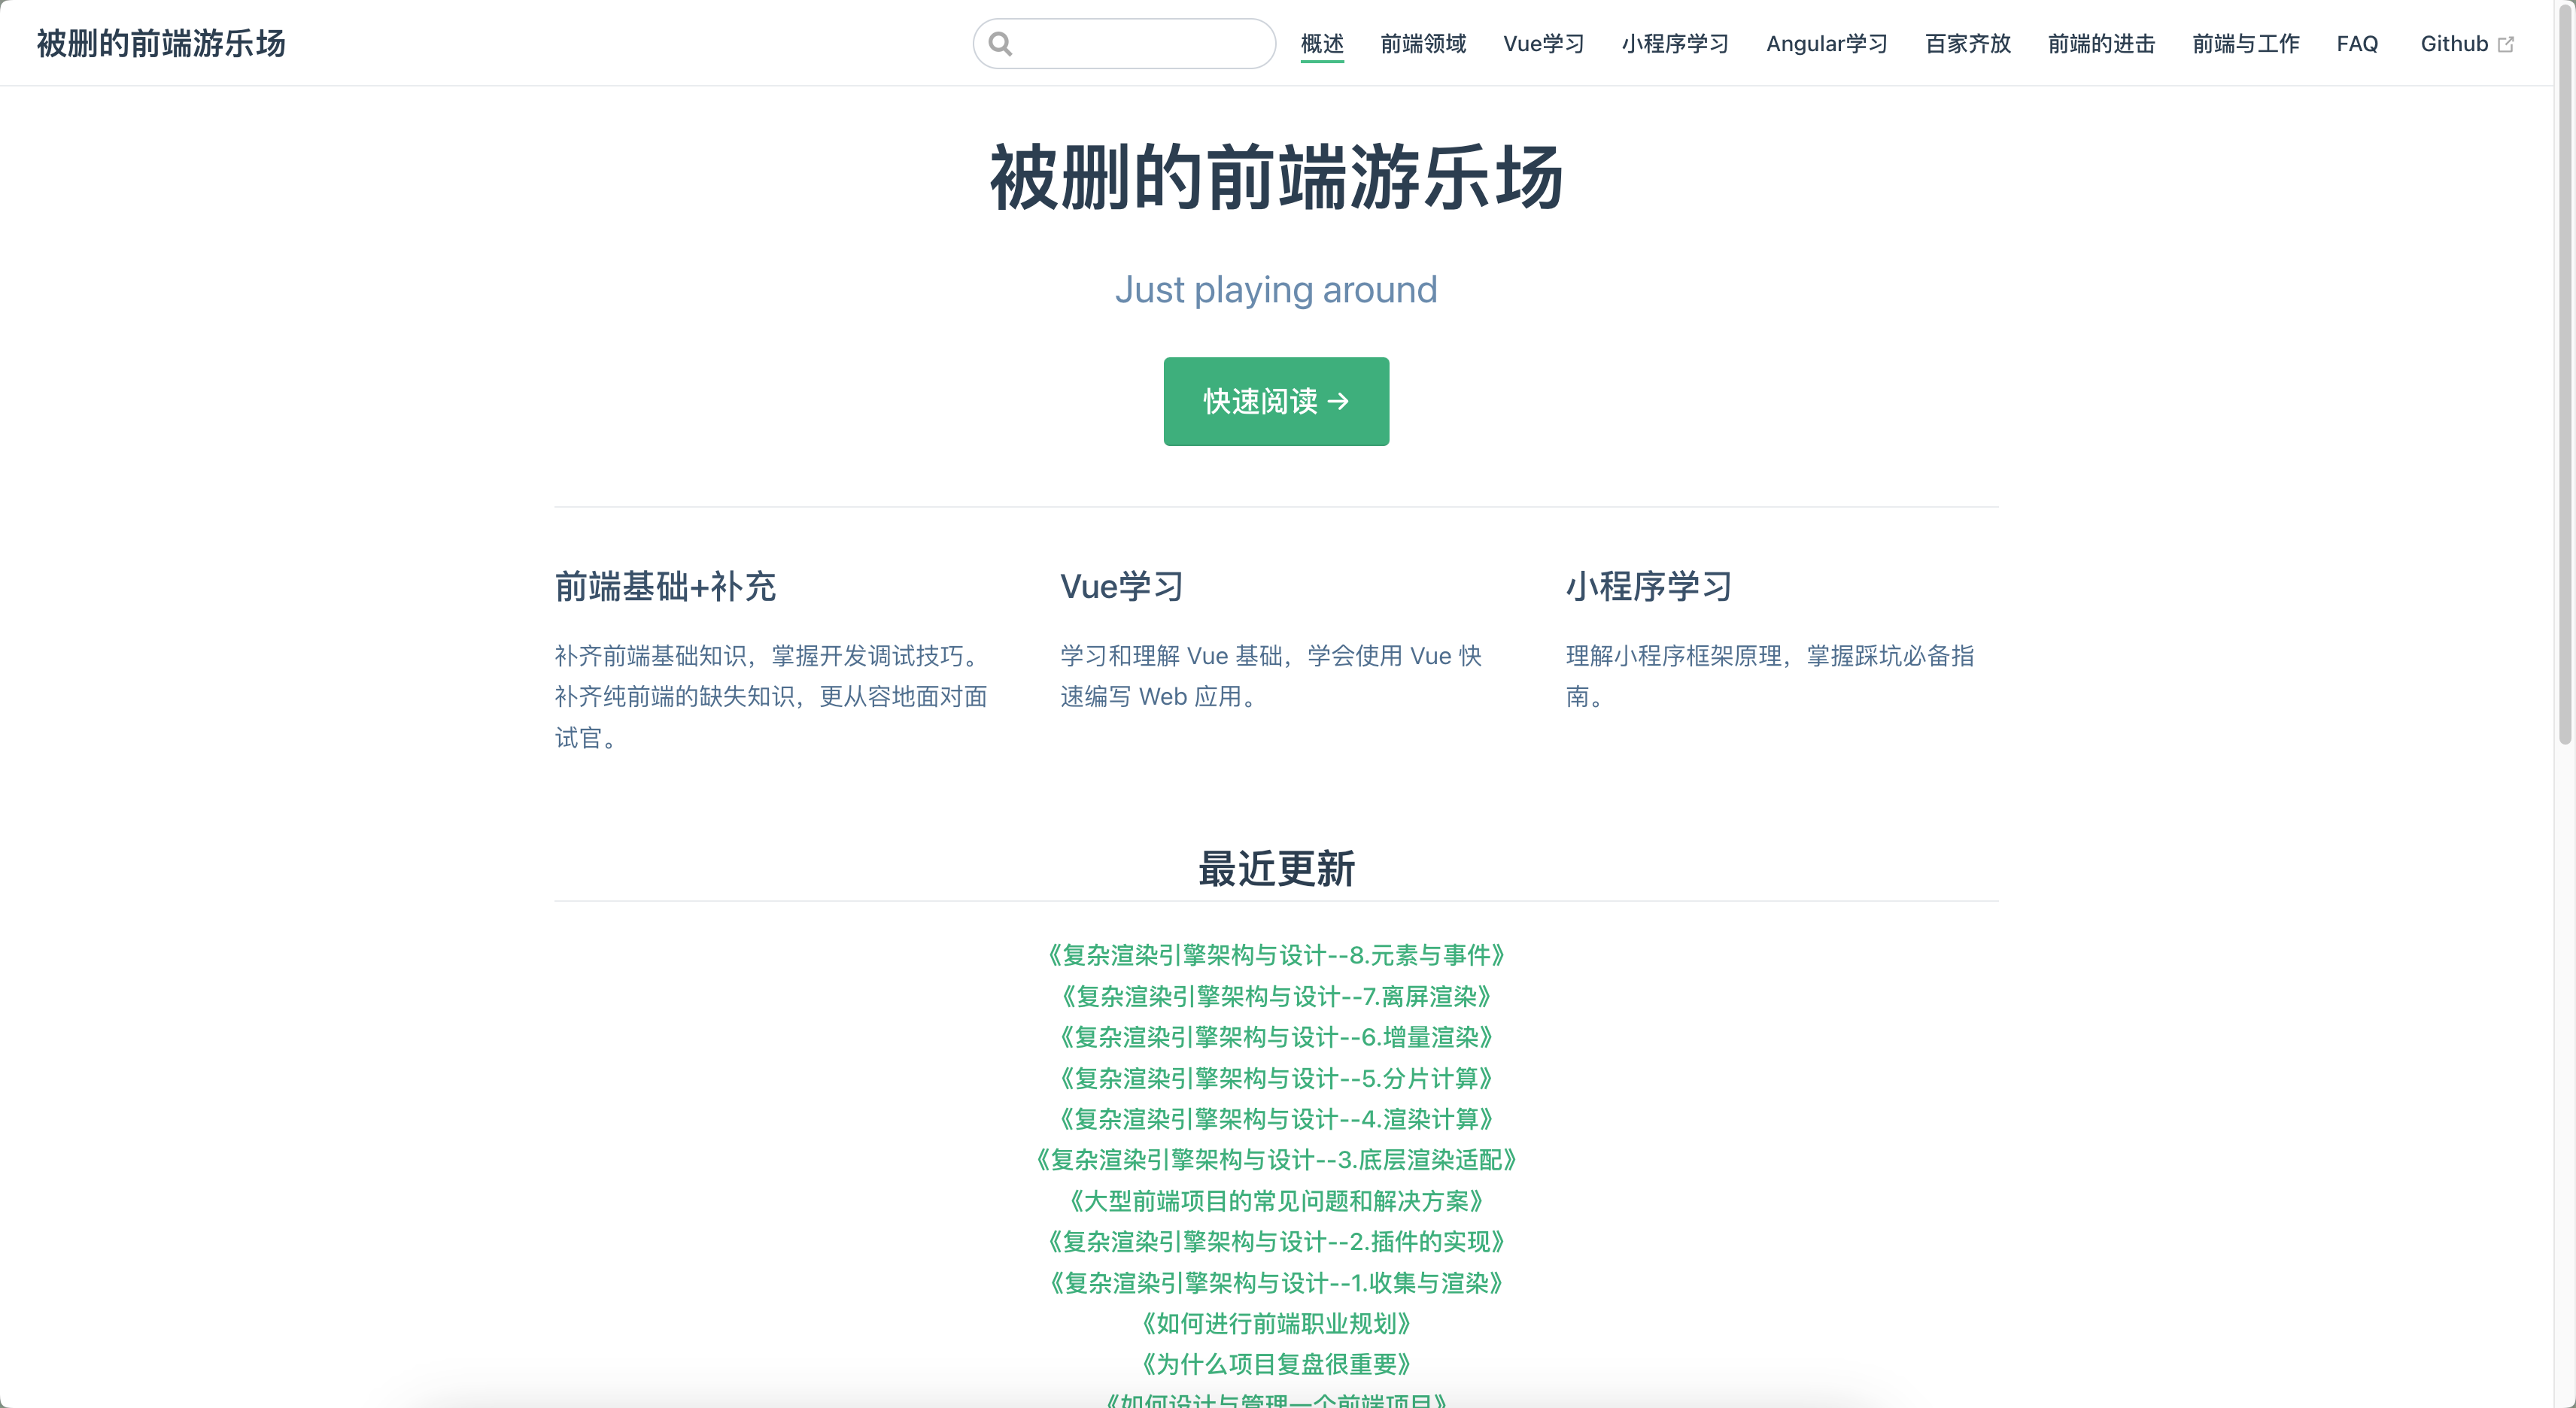 被删的前端游乐场
概述 前端领域 Vue学习 小程序学习 Angular学习 百家齐放 前端的进击 前端与工作 FAQ Github
被删的前端游乐场
Just playing around
快速阅读 →
前端基础+补充
补齐前端基础知识，掌握开发调试技巧。
补齐纯前端的缺失知识，更从容地面对面
试官。
Vue学习
学习和理解 Vue 基础，学会使用 Vue 快
速编写 Web 应用。
小程序学习
理解小程序框架原理，掌握踩坑必备指
南。
最近更新
《复杂渲染引擎架构与设计--8.元素与事件》
《复杂渲染引擎架构与设计--7.离屏渲染》
《复杂渲染引擎架构与设计--6.增量渲染》
《复杂渲染引擎架构与设计--5.分片计算》
《复杂渲染引擎架构与设计--4.渲染计算》
《复杂渲染引擎架构与设计--3.底层渲染适配》
《大型前端项目的常见问题和解决方案》
《复杂渲染引擎架构与设计--2.插件的实现》
《复杂渲染引擎架构与设计--1.收集与渲染》
《如何进行前端职业规划》
《为什么项目复盘很重要》
《如何设计与管理一个前端项目》